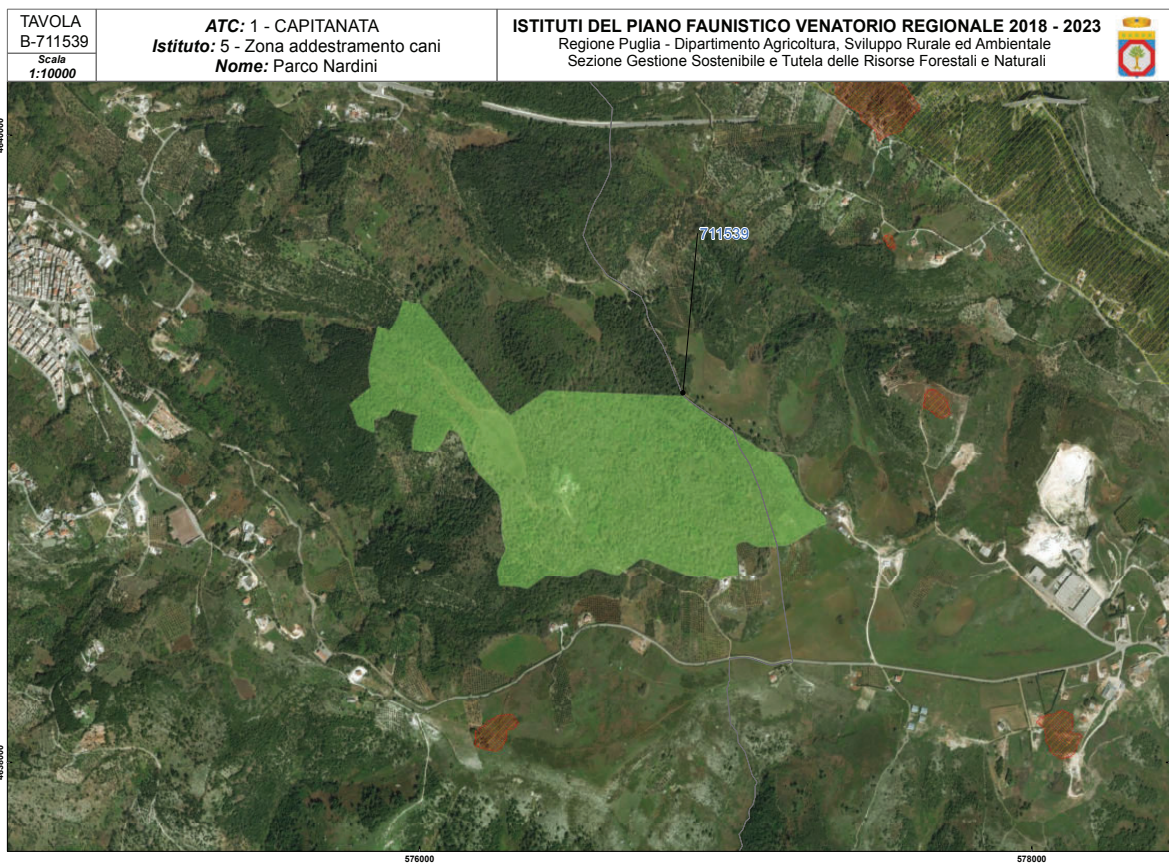 TAVOLA
B-711539
Scala
1:10000
ATC: 1 - CAPITANATA
Istituto: 5 - Zona addestramento cani
Nome: Parco Nardini
ISTITUTI DEL PIANO FAUNISTICO VENATORIO REGIONALE 2018 - 2023
Regione Puglia - Dipartimento Agricoltura, Sviluppo Rurale ed Ambientale
Sezione Gestione Sostenibile e Tutela delle Risorse Forestali e Naturali
711539
576000
578000